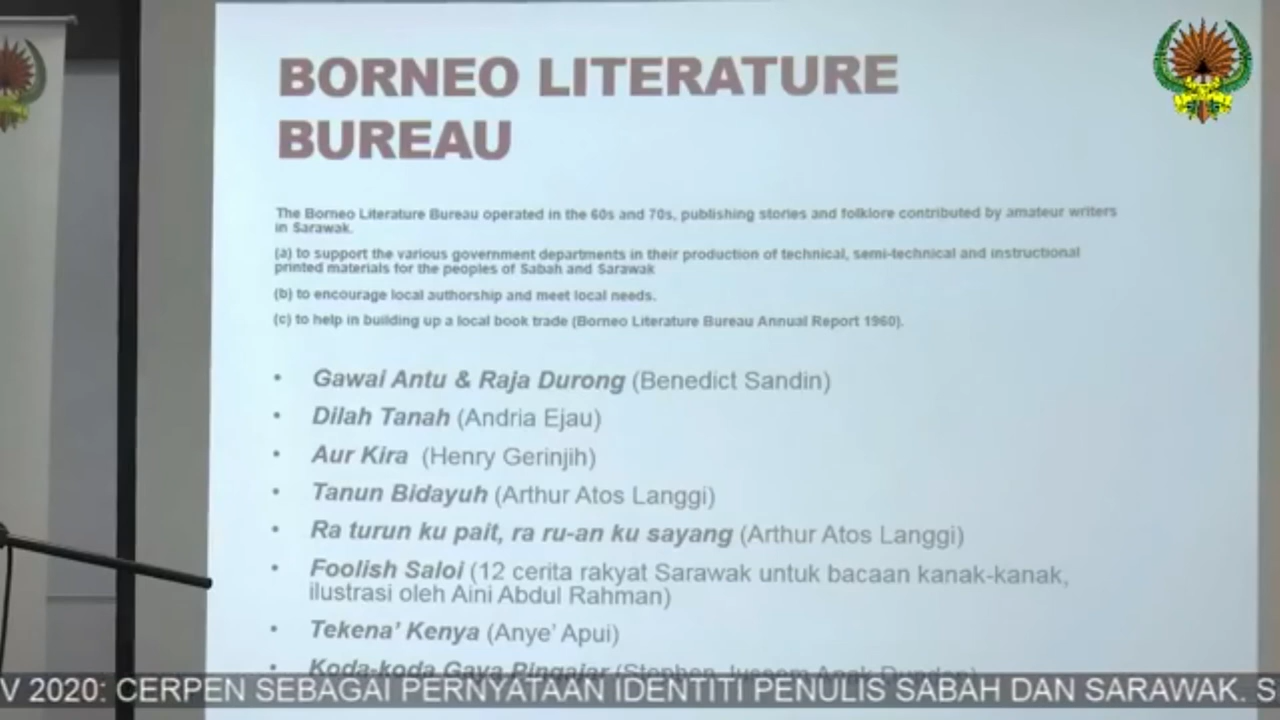 BORNEO LITERATURE
BUREAU
The Borneo Literature Bureau operated in the 60s and 70s, publishing stories and folklore contributed by amateur writers
in Sarawak.
(a) to support the various government departments in their production of technical, semi-technical and instructional
printed materials for the peoples of Sabah and Sarawak
(b) to encourage local authorship and meet local needs.
(c) to help in building up a local book trade (Borneo Literature Bureau Annual Report 1960).
• Gawai Antu & Raja Durong (Benedict Sandin)
• Dilah Tanah (Andria Ejau)
• Aur Kira (Henry Gerinjih)
• Tanun Bidayuh (Arthur Atos Langgi)
• Ra turun ku pait, ra ru-an ku sayang (Arthur Atos Langgi)
• Foolish Saloi (12 cerita rakyat Sarawak untuk bacaan kanak-kanak,
ilustrasi oleh Aini Abdul Rahman)
• Tekena' Kenya (Anye' Apui)
• Koda-koda Gaya Pingajar (Stephen
V 2020: CERPEN SEBAGAI PERNYATAAN IDENTITI PENULIS SABAH DAN SARAWAK. S